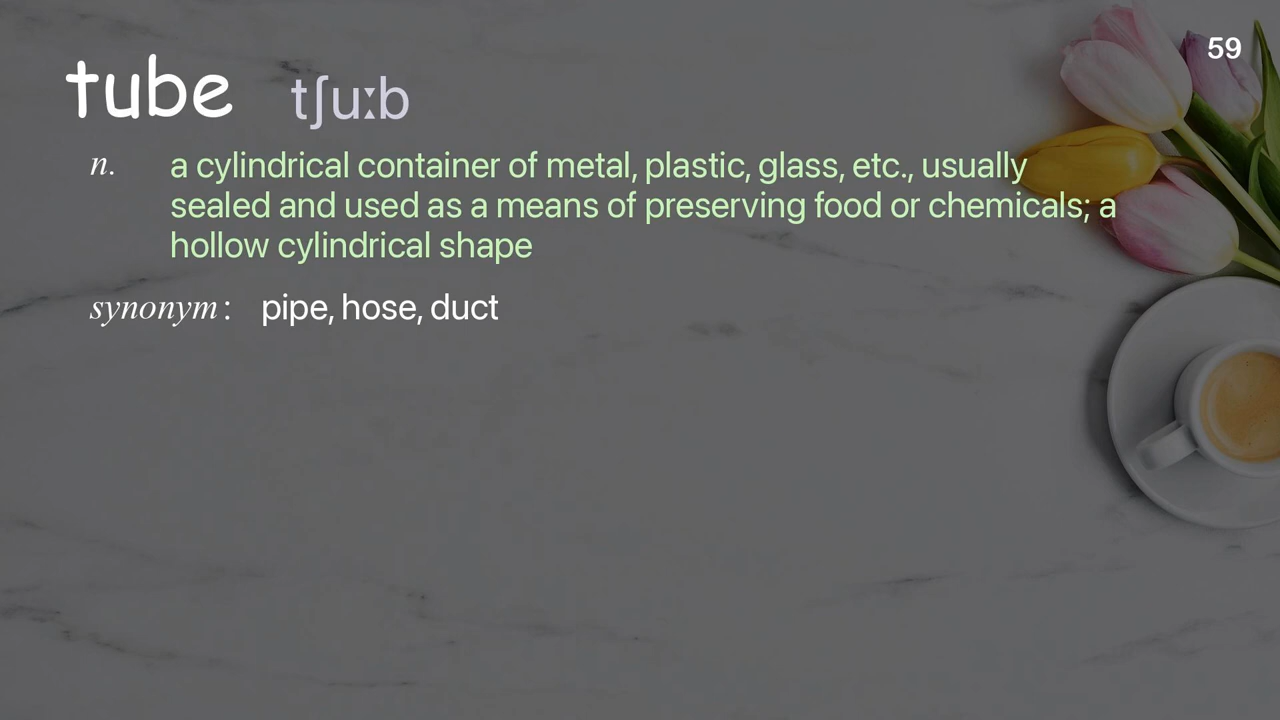 59
tube tʃuːb
n. a cylindrical container of metal, plastic, glass, etc., usually
sealed and used as a means of preserving food or chemicals; a
hollow cylindrical shape
synonym: pipe, hose, duct